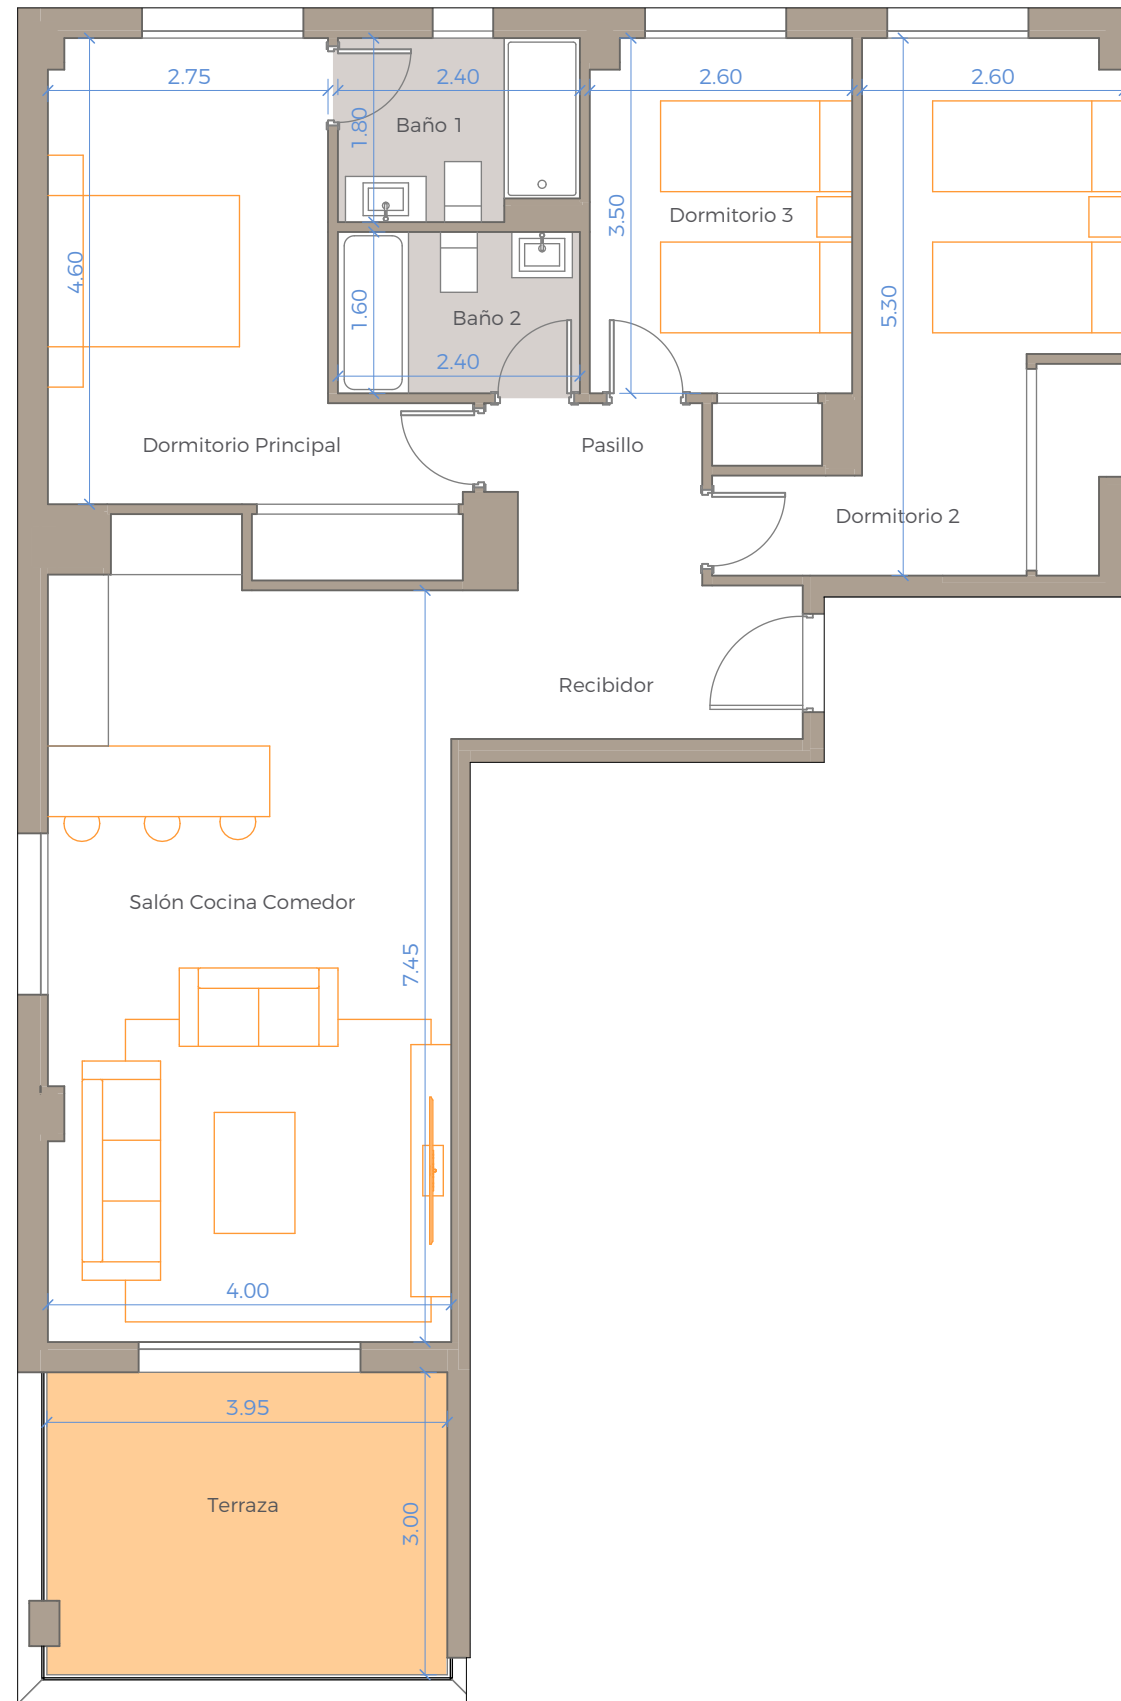 2.75
2.40
2.60
2.60
1.80
Baño 1
3.50
Dormitorio 3
4.60
1.60
Baño 2
5.30
2.40
Dormitorio Principal
Pasillo
Dormitorio 2
Recibidor
Salón Cocina Comedor
7.45
4.00
3.95
Terraza
3.00